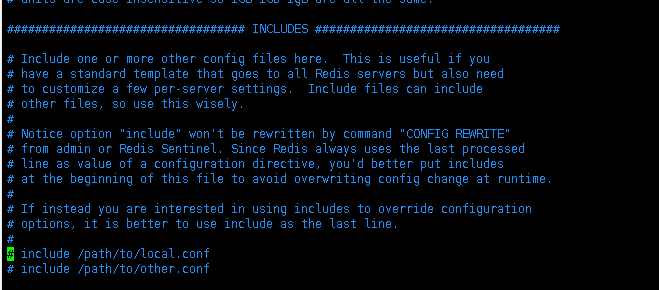 # units are case insensitive so 1GB 1Gb 1gB are all the same.
################################ INCLUDES #################################
# Include one or more other config files here.  This is useful if you
# have a standard template that goes to all Redis servers but also need
# to customize a few per-server settings.  Include files can include
# other files, so use this wisely.
#
# Notice option "include" won't be rewritten by command "CONFIG REWRITE"
# from admin or Redis Sentinel. Since Redis always uses the last processed
# line as value of a configuration directive, you'd better put includes
# at the beginning of this file to avoid overwriting config change at runtime.
#
# If instead you are interested in using includes to override configuration
# options, it is better to use include as the last line.
#
# include /path/to/local.conf
# include /path/to/other.conf